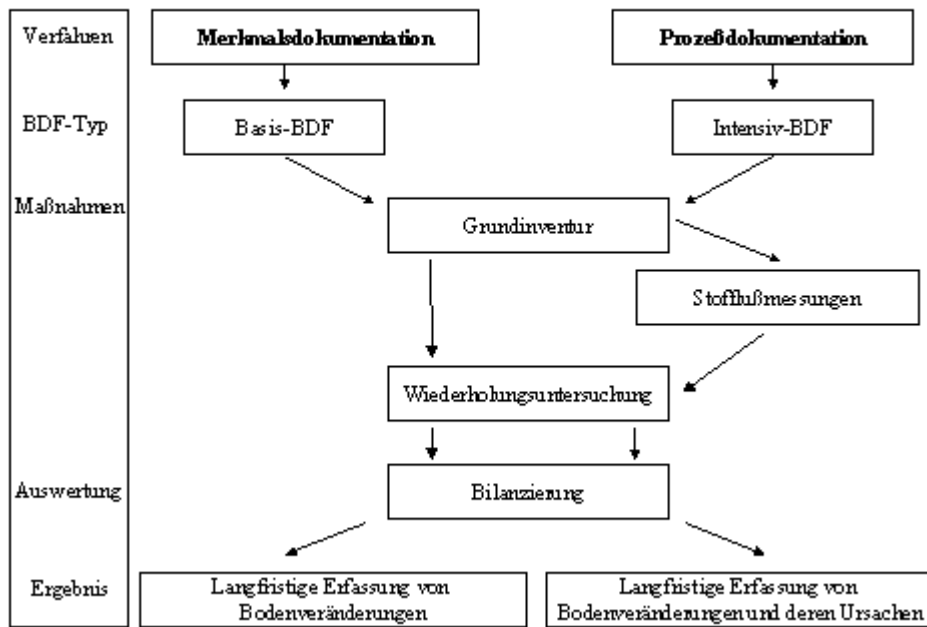 Verfahren
Merkmalsdokumentation
Prozeßdokumentation
BDF-Typ
Basis-BDF
Intensiv-BDF
Maßnahmen
Grundinventur
Stoffflußmessungen
Wiederholungsuntersuchung
Auswertung
Bilanzierung
Ergebnis
Langfristige Erfassung von
Bodenveränderungen
Langfristige Erfassung von
Bodenveränderungen und deren Ursachen